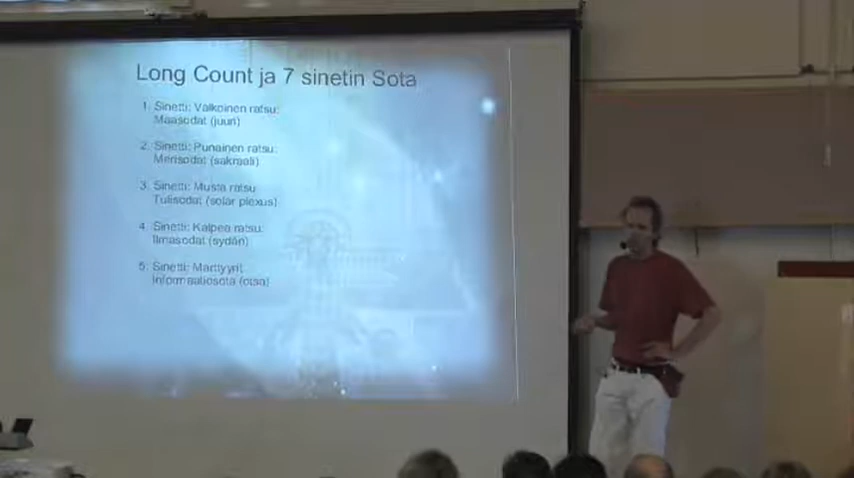 Long Count ja 7 sinetin Sota
1. Sinetti: Valkoinen ratsu:
Maasodat (juuri)
2. Sinetti: Punainen ratsu:
Merisodat (sakraali)
3. Sinetti: Musta ratsu
Tulisodat (solar plexus)
4. Sinetti: Kalpea ratsu:
Ilmasodat (sydän)
5. Sinetti: Marttyyrit
Informaatiosota (otsa)